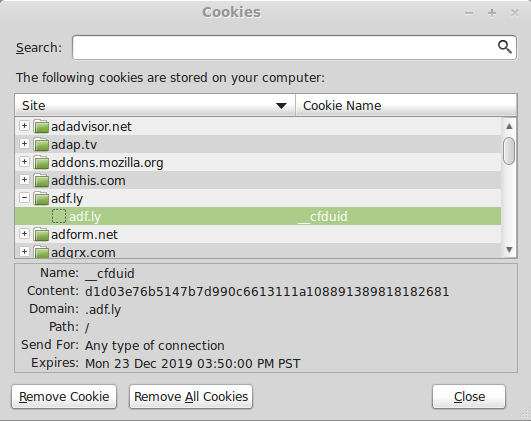 Cookies
Search:
The following cookies are stored on your computer:
Site Cookie Name
adadvisor.net
adap.tv
addons.mozilla.org
addthis.com
adf.ly
adf.ly __cfduid
adform.net
adgrx.com
Name: __cfduid
Content: d1d03e76b5147b7d990c6613111a108891389818182681
Domain: .adf.ly
Path: /
Send For: Any type of connection
Expires: Mon 23 Dec 2019 03:50:00 PM PST
Remove Cookie Remove All Cookies Close